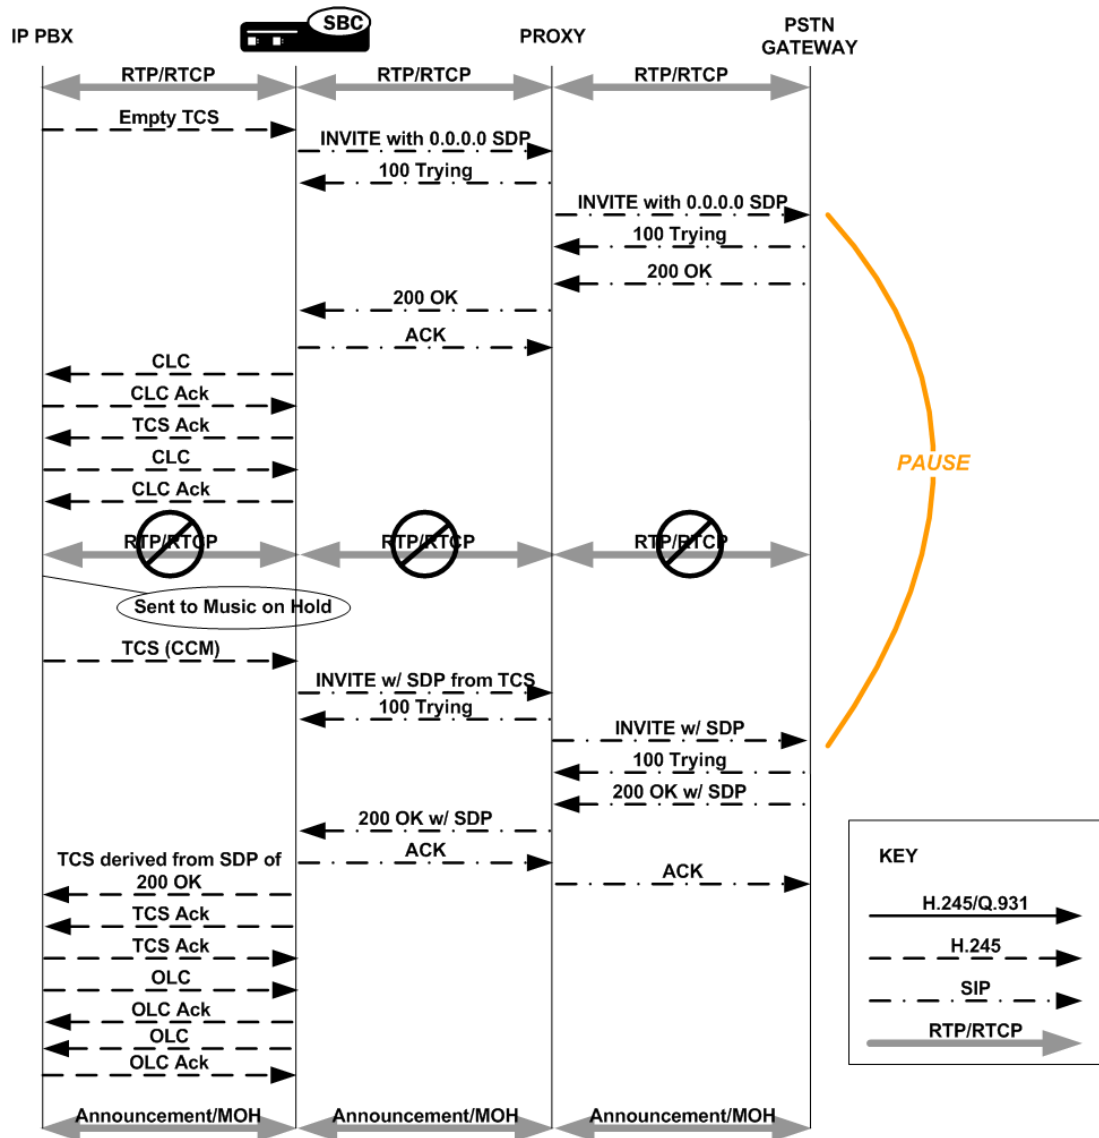 IP PBX
SBC
PROXY
PSTN
GATEWAY
RTP/RTCP
RTP/RTCP
RTP/RTCP
Empty TCS
INVITE with 0.0.0.0 SDP
100 Trying
INVITE with 0.0.0.0 SDP
100 Trying
200 OK
200 OK
ACK
CLC
CLC Ack
TCS Ack
CLC
CLC Ack
PAUSE
RTP/RTCP
RTP/RTCP
RTP/RTCP
Sent to Music on Hold
TCS (CCM)
INVITE w/ SDP from TCS
100 Trying
INVITE w/ SDP
100 Trying
200 OK w/ SDP
200 OK w/ SDP
ACK
TCS derived from SDP of
200 OK
ACK
TCS Ack
TCS Ack
OLC
OLC Ack
OLC
OLC Ack
Announcement/MOH
Announcement/MOH
Announcement/MOH
KEY
H.245/Q.931
H.245
SIP
RTP/RTCP